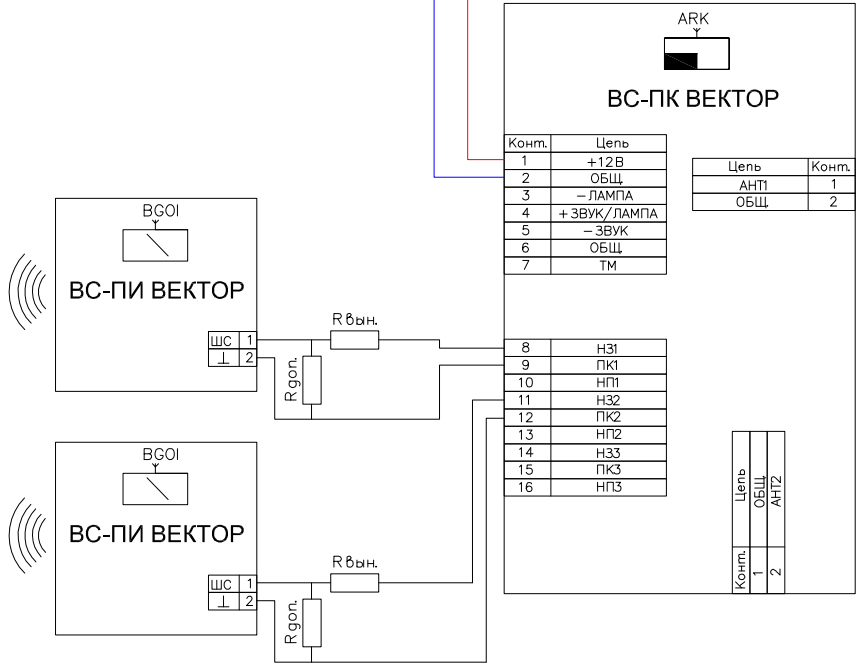 ARK
ВС-ПК ВЕКТОР
Конт. Цепь
1 +12В
2 ОБЩ.
3 −ЛАМПА
4 +ЗВУК/ЛАМПА
5 −ЗВУК
6 ОБЩ.
7 ТМ
Цепь Конт.
АНТ1 1
ОБЩ. 2
BGOI
ВС-ПИ ВЕКТОР
ШС 1
⊥ 2
Rвын.
Rдоп.
8 НЗ1
9 ПК1
10 НП1
11 НЗ2
12 ПК2
13 НП2
14 НЗ3
15 ПК3
16 НП3
BGOI
ВС-ПИ ВЕКТОР
ШС 1
⊥ 2
Rвын.
Rдоп.
Конт. Цепь
1 ОБЩ.
2 АНТ2